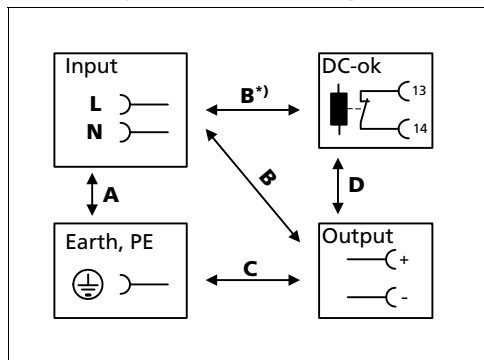 Input
L
N
B*)
DC-ok
13
14
A
B
D
Earth, PE
C
Output
+
-